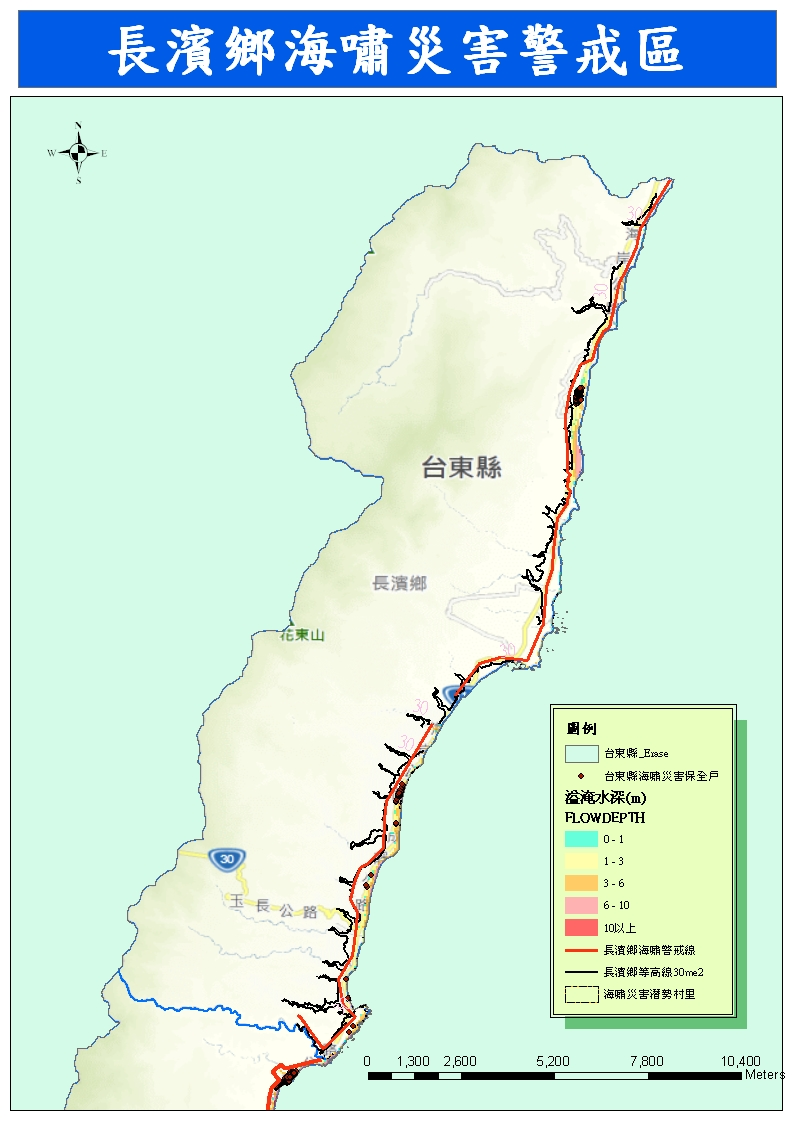 長濱鄉海嘯災害警戒區
N
W E
S
30
海
岸
30
台東縣
長濱鄉
花東山
30
30
30
圖例
台東縣_Erase
台東縣海嘯災害保全戶
溢淹水深(m)
FLOWDEPTH
0 - 1
1 - 3
3 - 6
6 - 10
10以上
長濱鄉海嘯警戒線
長濱鄉等高線30me2
海嘯災害潛勢村里
30
玉長公路
路
0 1,300 2,600 5,200 7,800 10,400
Meters